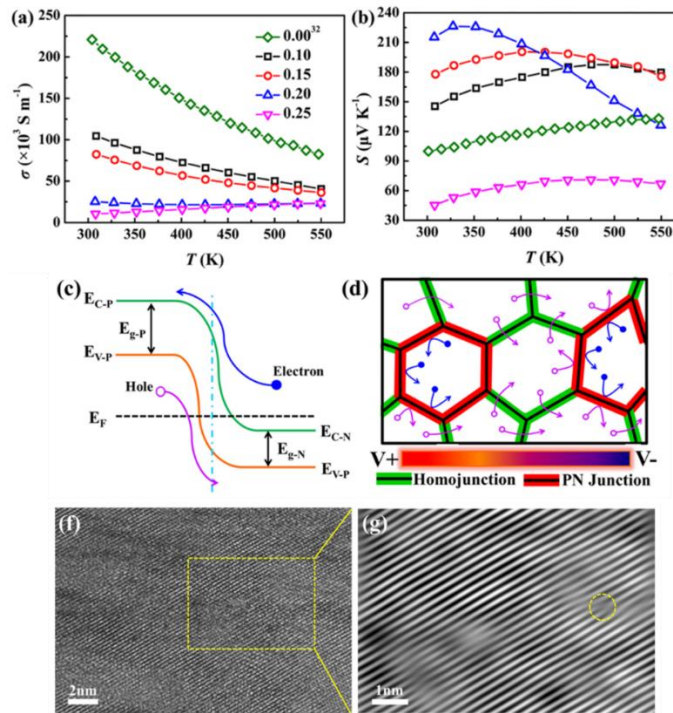 (a)
250
200
150
100
50
0
σ (×10³ S m⁻¹)
0.00³²
0.10
0.15
0.20
0.25
300 350 400 450 500 550
T (K)
(b)
240
210
180
150
120
90
60
30
S (μV K⁻¹)
300 350 400 450 500 550
T (K)
(c)
E_C-P
E_g-P
E_V-P
Hole
Electron
E_F
E_C-N
E_g-N
E_V-P
(d)
V+ V-
Homojunction PN Junction
(f)
2nm
(g)
1nm